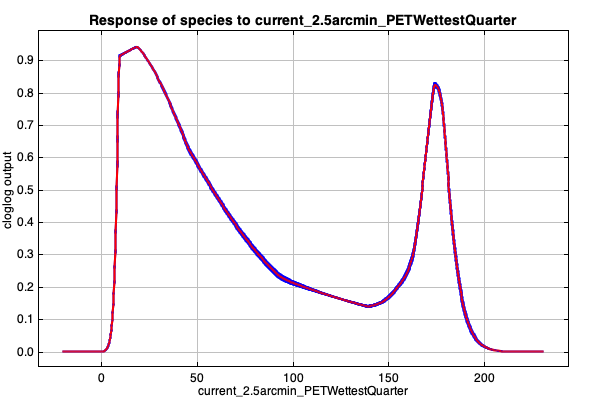 Response of species to current_2.5arcmin_PETWettestQuarter
cloglog output
0.9
0.8
0.7
0.6
0.5
0.4
0.3
0.2
0.1
0.0
0 50 100 150 200
current_2.5arcmin_PETWettestQuarter